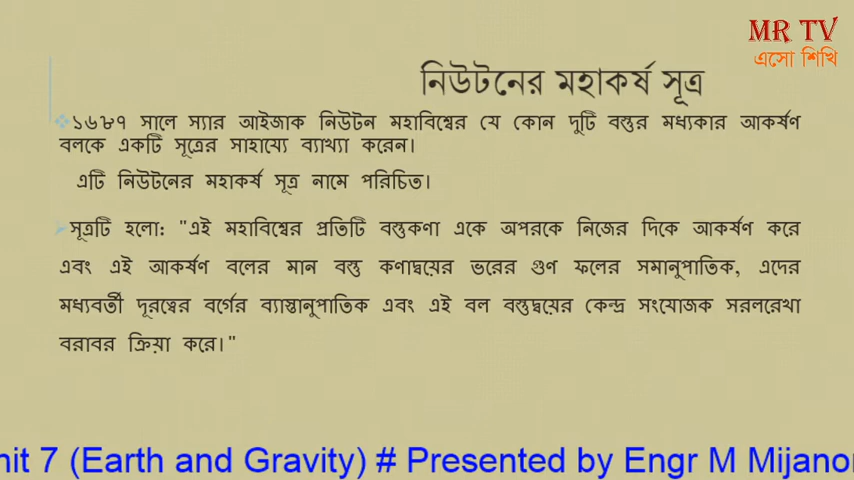 MR TV
এসো শিখি
নিউটনের মহাকর্ষ সূত্র
১৬৮৭ সালে স্যার আইজাক নিউটন মহাবিশ্বের যে কোন দুটি বস্তুর মধ্যকার আকর্ষণ
বলকে একটি সূত্রের সাহায্যে ব্যাখ্যা করেন।
এটি নিউটনের মহাকর্ষ সূত্র নামে পরিচিত।
সূত্রটি হলো: "এই মহাবিশ্বের প্রতিটি বস্তুকণা একে অপরকে নিজের দিকে আকর্ষণ করে
এবং এই আকর্ষণ বলের মান বস্তু কণাদ্বয়ের ভরের গুণ ফলের সমানুপাতিক, এদের
মধ্যবর্তী দূরত্বের বর্গের ব্যাস্তানুপাতিক এবং এই বল বস্তুদ্বয়ের কেন্দ্র সংযোজক সরলরেখা
বরাবর ক্রিয়া করে।"
nit 7 (Earth and Gravity) # Presented by Engr M Mijanor